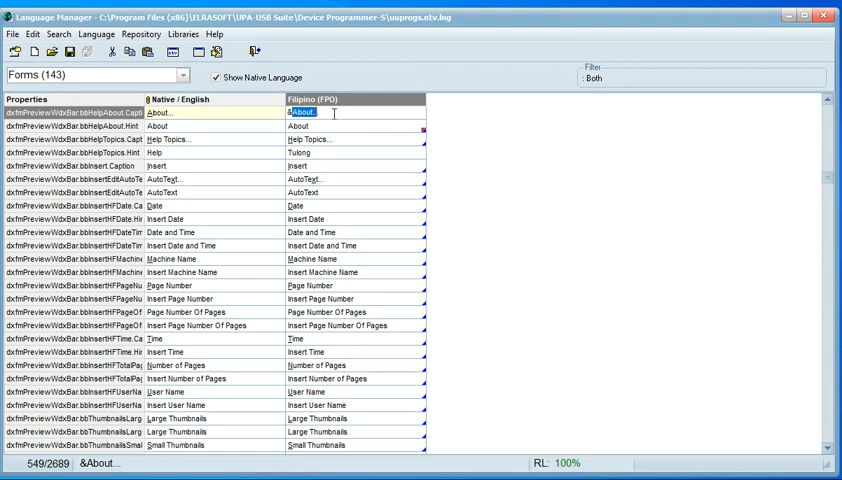 Language Manager - C:\Program Files (x86)\ELRASOFT\UPA-USB Suite\Device Programmer-S\uuprogs.ntv.lng
File Edit Search Language Repository Libraries Help
Forms (143) Show Native Language Filter
: Both
Properties Native / English Filipino (FPO)
dxfmPreviewWdxBar.bbHelpAbout.Capti About... &About...
dxfmPreviewWdxBar.bbHelpAbout.Hint About About
dxfmPreviewWdxBar.bbHelpTopics.Capt Help Topics... Help Topics...
dxfmPreviewWdxBar.bbHelpTopics.Hint Help Tulong
dxfmPreviewWdxBar.bbInsert.Caption Insert Insert
dxfmPreviewWdxBar.bbInsertEditAutoTe AutoText... AutoText...
dxfmPreviewWdxBar.bbInsertEditAutoTe AutoText AutoText
dxfmPreviewWdxBar.bbInsertHFDate.Ca Date Date
dxfmPreviewWdxBar.bbInsertHFDate.Hir Insert Date Insert Date
dxfmPreviewWdxBar.bbInsertHFDateTim Date and Time Date and Time
dxfmPreviewWdxBar.bbInsertHFDateTim Insert Date and Time Insert Date and Time
dxfmPreviewWdxBar.bbInsertHFMachine Machine Name Machine Name
dxfmPreviewWdxBar.bbInsertHFMachine Insert Machine Name Insert Machine Name
dxfmPreviewWdxBar.bbInsertHFPageNu Page Number Page Number
dxfmPreviewWdxBar.bbInsertHFPageNu Insert Page Number Insert Page Number
dxfmPreviewWdxBar.bbInsertHFPageOf Page Number Of Pages Page Number Of Pages
dxfmPreviewWdxBar.bbInsertHFPageOf Insert Page Number Of Pages Insert Page Number Of Pages
dxfmPreviewWdxBar.bbInsertHFTime.Ca Time Time
dxfmPreviewWdxBar.bbInsertHFTime.Hir Insert Time Insert Time
dxfmPreviewWdxBar.bbInsertHFTotalPag Number of Pages Number of Pages
dxfmPreviewWdxBar.bbInsertHFTotalPag Insert Number of Pages Insert Number of Pages
dxfmPreviewWdxBar.bbInsertHFUserNa User Name User Name
dxfmPreviewWdxBar.bbInsertHFUserNa Insert User Name Insert User Name
dxfmPreviewWdxBar.bbThumbnailsLarg Large Thumbnails Large Thumbnails
dxfmPreviewWdxBar.bbThumbnailsLarg Large Thumbnails Large Thumbnails
dxfmPreviewWdxBar.bbThumbnailsSmal Small Thumbnails Small Thumbnails
549/2689 &About... RL: 100%